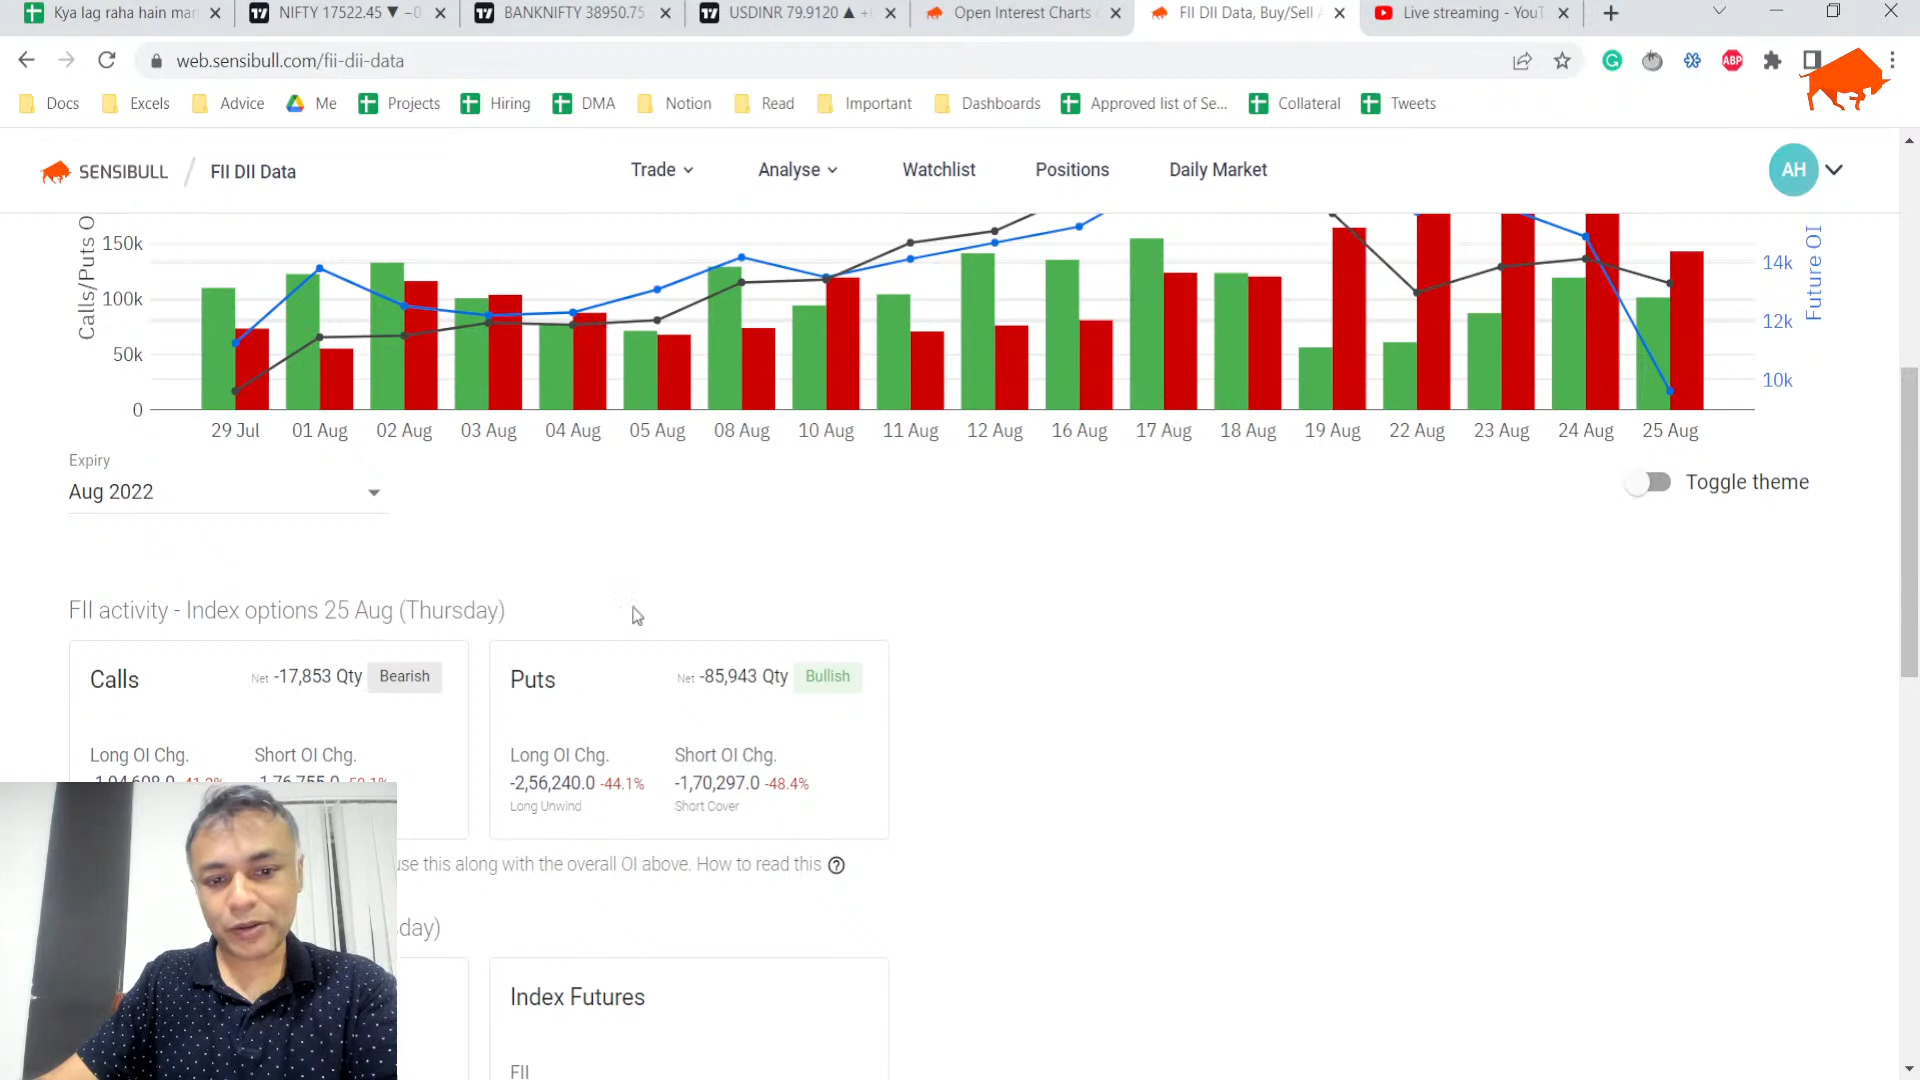 Kya lag raha hain mar
NIFTY 17522.45 ▼ −0
BANKNIFTY 38950.75
USDINR 79.9120 ▲ +
Open Interest Charts
FII DII Data, Buy/Sell
Live streaming - YouT
web.sensibull.com/fii-dii-data
ABP
Docs Excels Advice Me Projects Hiring DMA Notion Read Important Dashboards Approved list of Se... Collateral Tweets
SENSIBULL / FII DII Data
Trade Analyse Watchlist Positions Daily Market
AH
Calls/Puts O
150k
100k
50k
0
14k
12k
10k
Future OI
29 Jul 01 Aug 02 Aug 03 Aug 04 Aug 05 Aug 08 Aug 10 Aug 11 Aug 12 Aug 16 Aug 17 Aug 18 Aug 19 Aug 22 Aug 23 Aug 24 Aug 25 Aug
Expiry
Aug 2022
Toggle theme
FII activity - Index options 25 Aug (Thursday)
Calls Net -17,853 Qty Bearish
Long OI Chg. Short OI Chg.
Puts Net -85,943 Qty Bullish
Long OI Chg. Short OI Chg.
-2,56,240.0 -44.1% -1,70,297.0 -48.4%
Long Unwind Short Cover
use this along with the overall OI above. How to read this
day)
Index Futures
FII